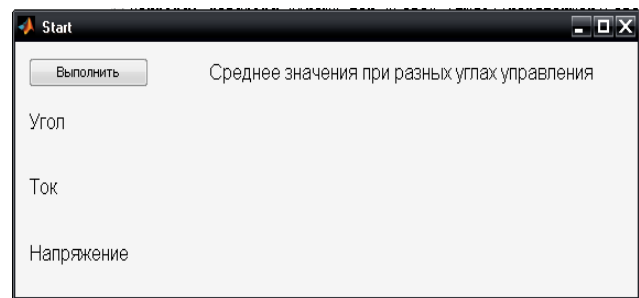 Start
Выполнить
Среднее значения при разных углах управления
Угол
Ток
Напряжение